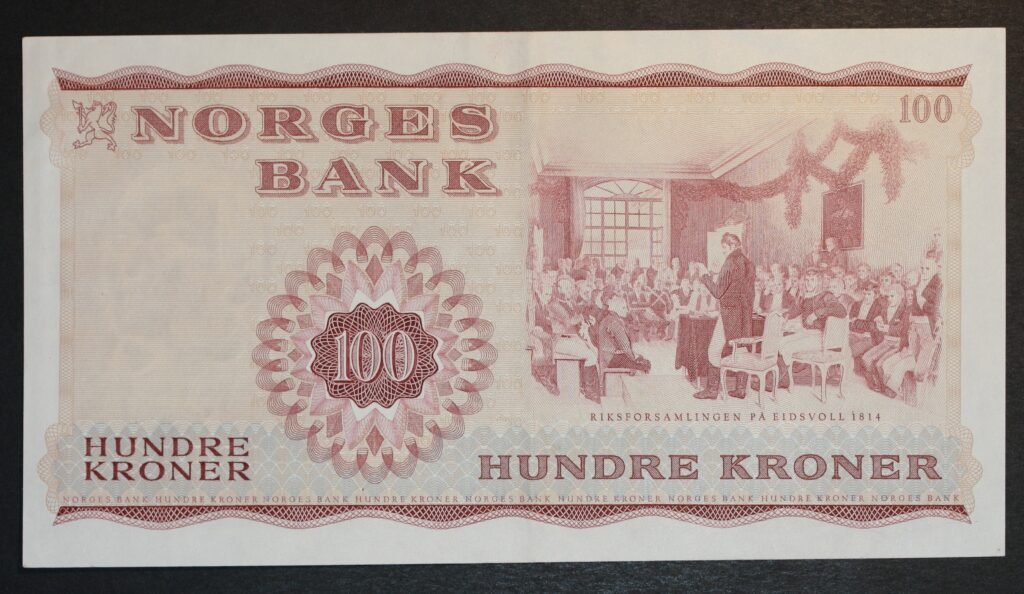 NORGES
BANK
100
100
RIKSFORSAMLINGEN PÅ EIDSVOLL 1814
HUNDRE
KRONER
HUNDRE KRONER
NORGES BANK HUNDRE KRONER NORGES BANK HUNDRE KRONER NORGES BANK HUNDRE KRONER NORGES BANK HUNDRE KRONER NORGES BANK